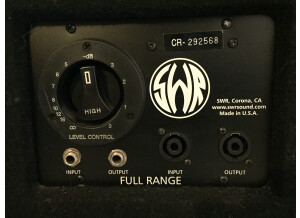 CR-292568
-dB
HIGH
LEVEL CONTROL
SWR
SWR, Corona, CA
www.swrsound.com
Made in U.S.A.
INPUT
OUTPUT
INPUT
OUTPUT
FULL RANGE